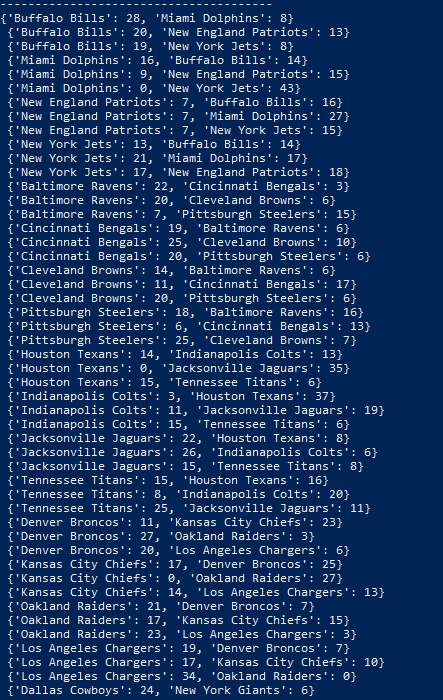 ----------------------------------------
{'Buffalo Bills': 28, 'Miami Dolphins': 8}
{'Buffalo Bills': 20, 'New England Patriots': 13}
{'Buffalo Bills': 19, 'New York Jets': 8}
{'Miami Dolphins': 16, 'Buffalo Bills': 14}
{'Miami Dolphins': 9, 'New England Patriots': 15}
{'Miami Dolphins': 0, 'New York Jets': 43}
{'New England Patriots': 7, 'Buffalo Bills': 16}
{'New England Patriots': 7, 'Miami Dolphins': 27}
{'New England Patriots': 7, 'New York Jets': 15}
{'New York Jets': 13, 'Buffalo Bills': 14}
{'New York Jets': 21, 'Miami Dolphins': 17}
{'New York Jets': 17, 'New England Patriots': 18}
{'Baltimore Ravens': 22, 'Cincinnati Bengals': 3}
{'Baltimore Ravens': 20, 'Cleveland Browns': 6}
{'Baltimore Ravens': 7, 'Pittsburgh Steelers': 15}
{'Cincinnati Bengals': 19, 'Baltimore Ravens': 6}
{'Cincinnati Bengals': 25, 'Cleveland Browns': 10}
{'Cincinnati Bengals': 20, 'Pittsburgh Steelers': 6}
{'Cleveland Browns': 14, 'Baltimore Ravens': 6}
{'Cleveland Browns': 11, 'Cincinnati Bengals': 17}
{'Cleveland Browns': 20, 'Pittsburgh Steelers': 6}
{'Pittsburgh Steelers': 18, 'Baltimore Ravens': 16}
{'Pittsburgh Steelers': 6, 'Cincinnati Bengals': 13}
{'Pittsburgh Steelers': 25, 'Cleveland Browns': 7}
{'Houston Texans': 14, 'Indianapolis Colts': 13}
{'Houston Texans': 0, 'Jacksonville Jaguars': 35}
{'Houston Texans': 15, 'Tennessee Titans': 6}
{'Indianapolis Colts': 3, 'Houston Texans': 37}
{'Indianapolis Colts': 11, 'Jacksonville Jaguars': 19}
{'Indianapolis Colts': 15, 'Tennessee Titans': 6}
{'Jacksonville Jaguars': 22, 'Houston Texans': 8}
{'Jacksonville Jaguars': 26, 'Indianapolis Colts': 6}
{'Jacksonville Jaguars': 15, 'Tennessee Titans': 8}
{'Tennessee Titans': 15, 'Houston Texans': 16}
{'Tennessee Titans': 8, 'Indianapolis Colts': 20}
{'Tennessee Titans': 25, 'Jacksonville Jaguars': 11}
{'Denver Broncos': 11, 'Kansas City Chiefs': 23}
{'Denver Broncos': 27, 'Oakland Raiders': 3}
{'Denver Broncos': 20, 'Los Angeles Chargers': 6}
{'Kansas City Chiefs': 17, 'Denver Broncos': 25}
{'Kansas City Chiefs': 0, 'Oakland Raiders': 27}
{'Kansas City Chiefs': 14, 'Los Angeles Chargers': 13}
{'Oakland Raiders': 21, 'Denver Broncos': 7}
{'Oakland Raiders': 17, 'Kansas City Chiefs': 15}
{'Oakland Raiders': 23, 'Los Angeles Chargers': 3}
{'Los Angeles Chargers': 19, 'Denver Broncos': 7}
{'Los Angeles Chargers': 17, 'Kansas City Chiefs': 10}
{'Los Angeles Chargers': 34, 'Oakland Raiders': 0}
{'Dallas Cowboys': 24, 'New York Giants': 6}